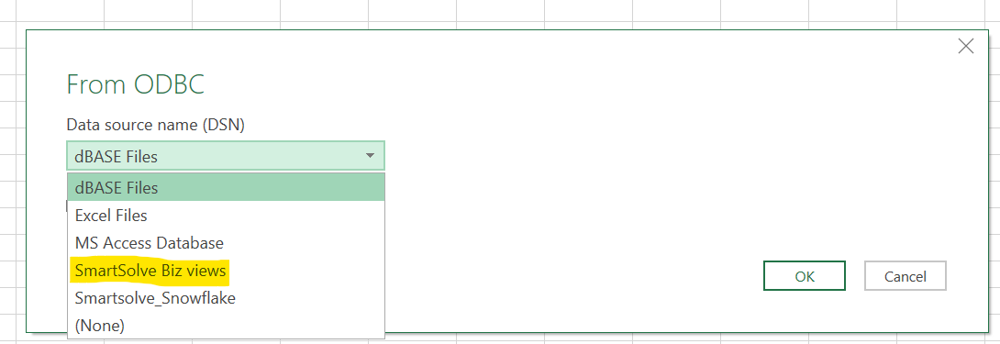 From ODBC
Data source name (DSN)
dBASE Files
dBASE Files
Excel Files
MS Access Database
SmartSolve Biz views
Smartsolve_Snowflake
(None)
OK
Cancel